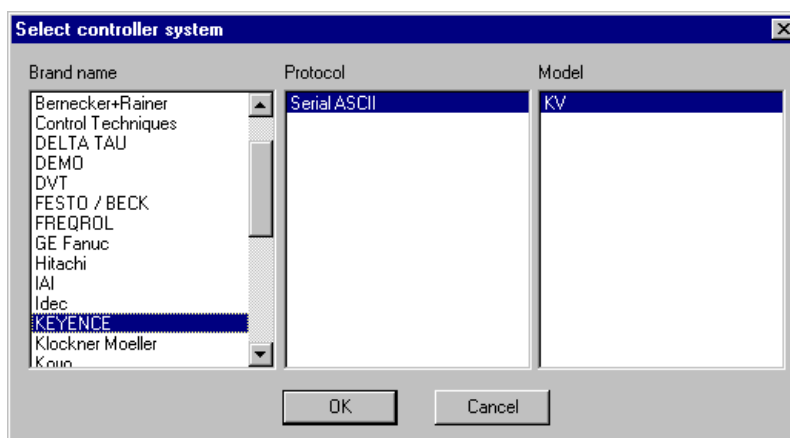 Select controller system
Brand name
Protocol
Model
Bernecker+Rainer
Control Techniques
DELTA TAU
DEMO
DVT
FESTO / BECK
FREQROL
GE Fanuc
Hitachi
IAI
Idec
KEYENCE
Klockner Moeller
Serial ASCII
KV
OK
Cancel